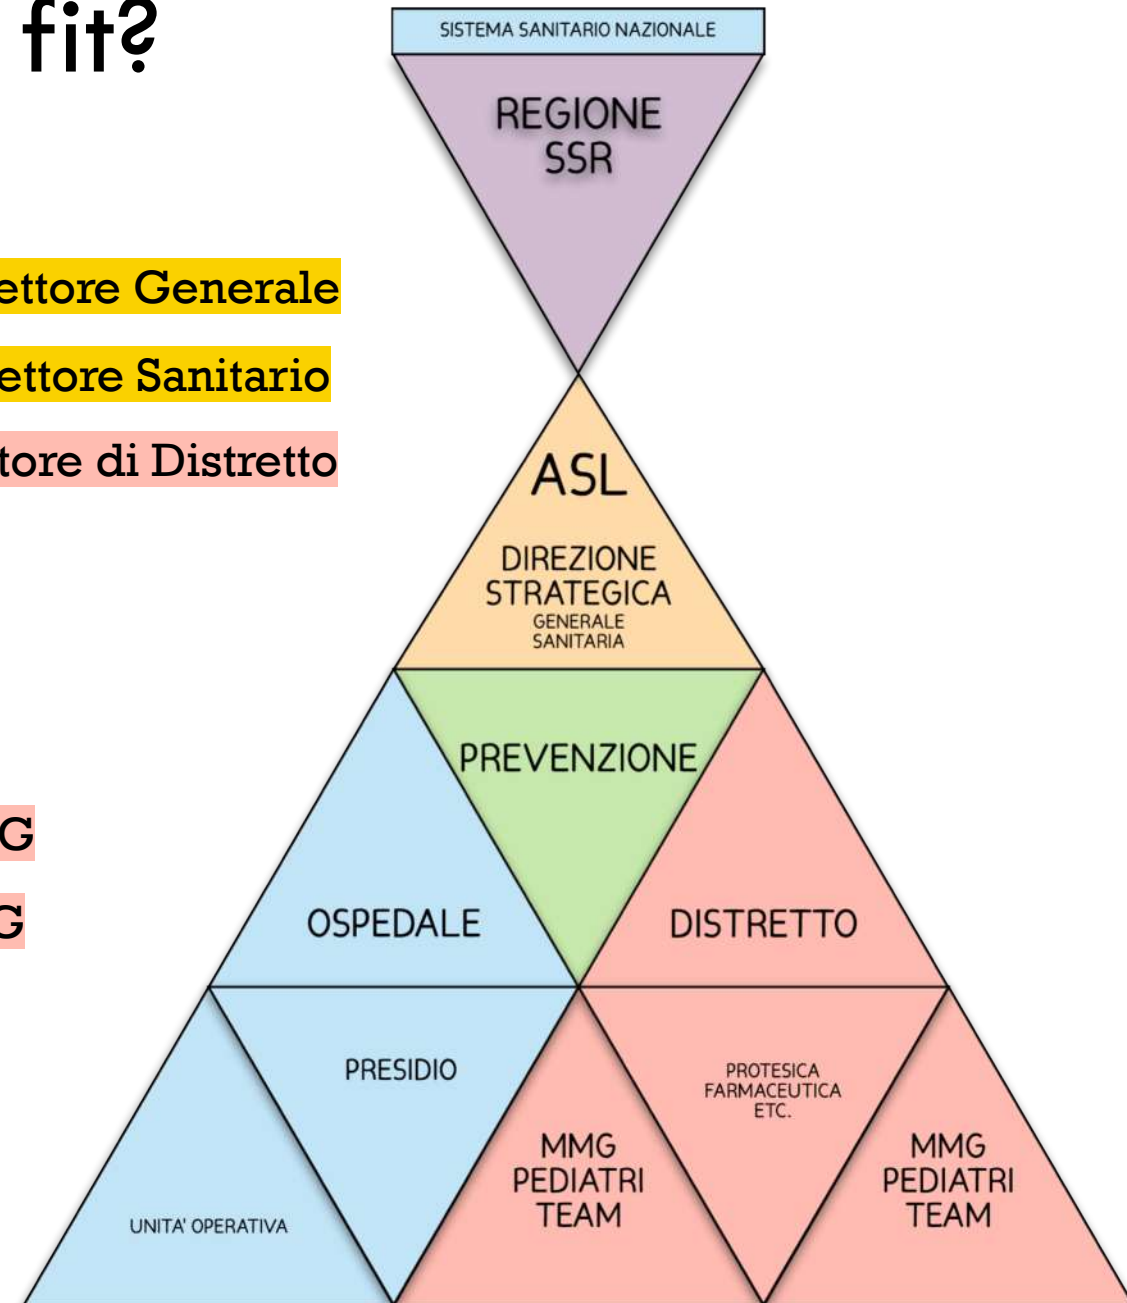 fit?
SISTEMA SANITARIO NAZIONALE
REGIONE
SSR
ettore Generale
ettore Sanitario
tore di Distretto
ASL
DIREZIONE
STRATEGICA
GENERALE
SANITARIA
PREVENZIONE
G
G
OSPEDALE
DISTRETTO
PRESIDIO
PROTESICA
FARMACEUTICA
ETC.
MMG
PEDIATRI
TEAM
MMG
PEDIATRI
TEAM
UNITA' OPERATIVA